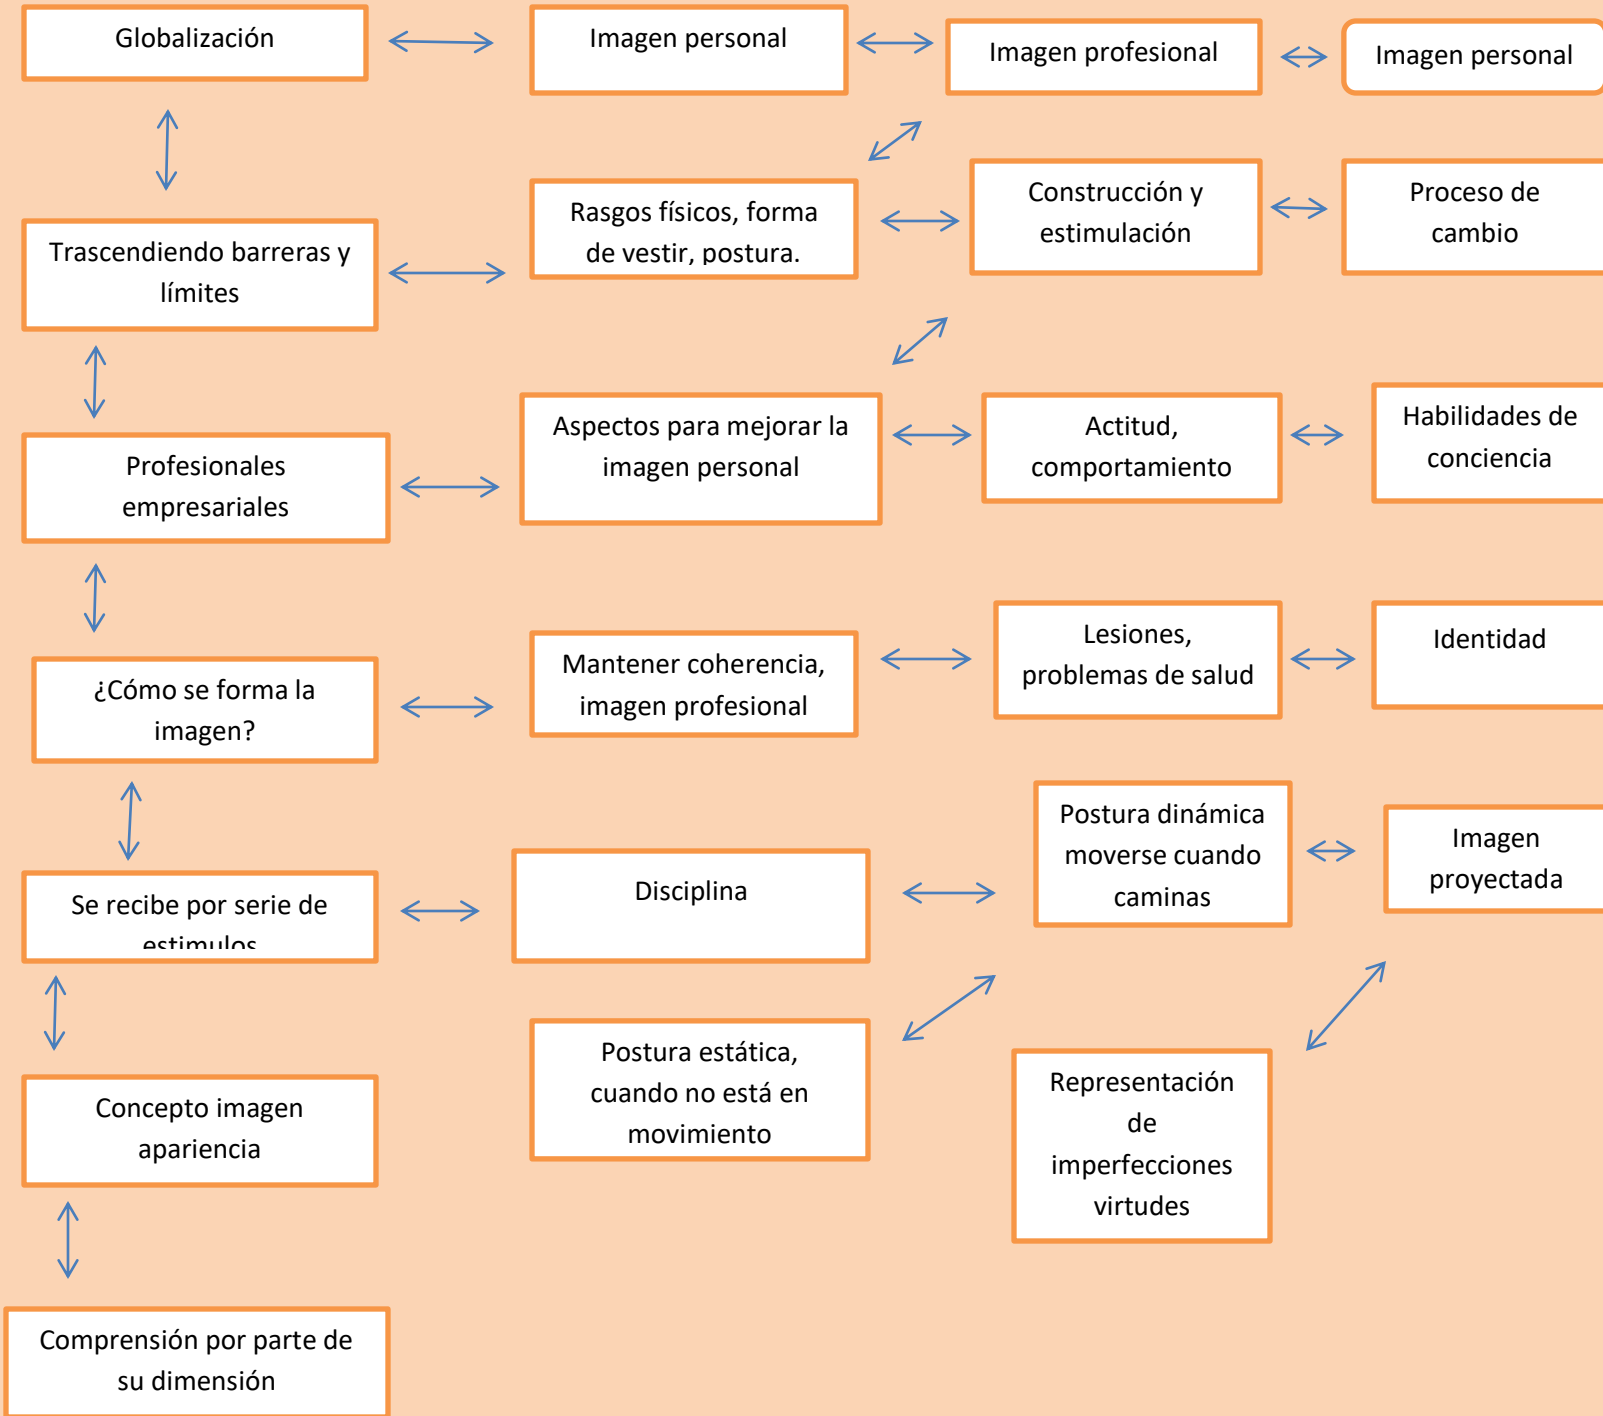 Globalización
Imagen personal
Imagen profesional
Imagen personal
Trascendiendo barreras y
límites
Rasgos físicos, forma
de vestir, postura.
Construcción y
estimulación
Proceso de
cambio
Profesionales
empresariales
Aspectos para mejorar la
imagen personal
Actitud,
comportamiento
Habilidades de
conciencia
¿Cómo se forma la
imagen?
Mantener coherencia,
imagen profesional
Lesiones,
problemas de salud
Identidad
Se recibe por serie de
estimulos
Disciplina
Postura dinámica
moverse cuando
caminas
Imagen
proyectada
Concepto imagen
apariencia
Postura estática,
cuando no está en
movimiento
Representación
de
imperfecciones
virtudes
Comprensión por parte de
su dimensión